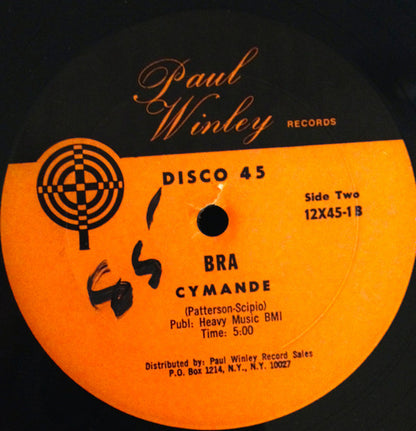 Paul
Winley RECORDS
DISCO 45
Side Two
12X45-1B
BRA
CYMANDE
(Patterson-Scipio)
Publ: Heavy Music BMI
Time: 5:00
Distributed by: Paul Winley Record Sales
P.O. Box 1214, N.Y., N.Y. 10027